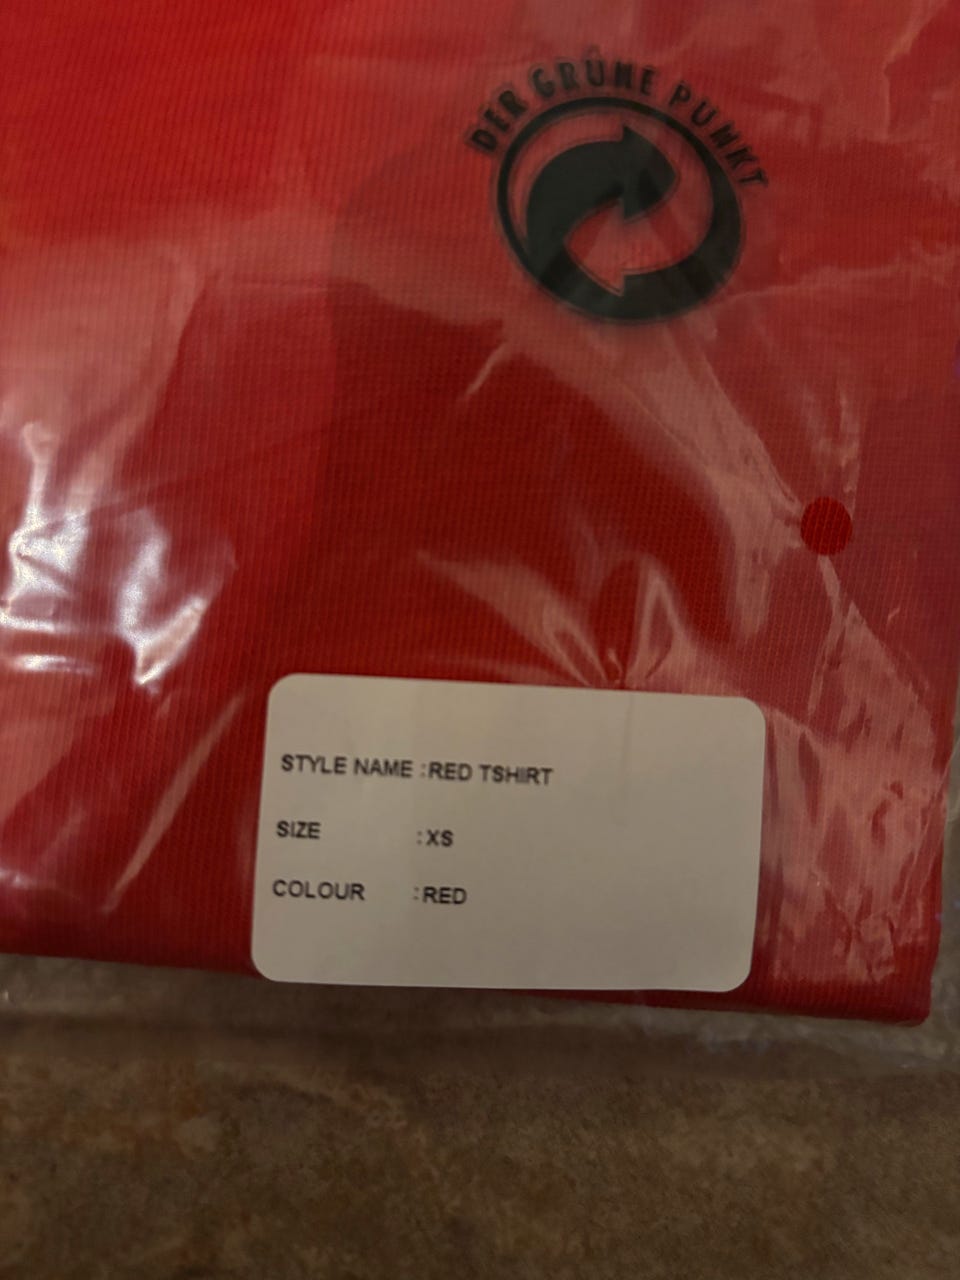 DER GRÜNE PUNKT
STYLE NAME :RED TSHIRT
SIZE :XS
COLOUR :RED